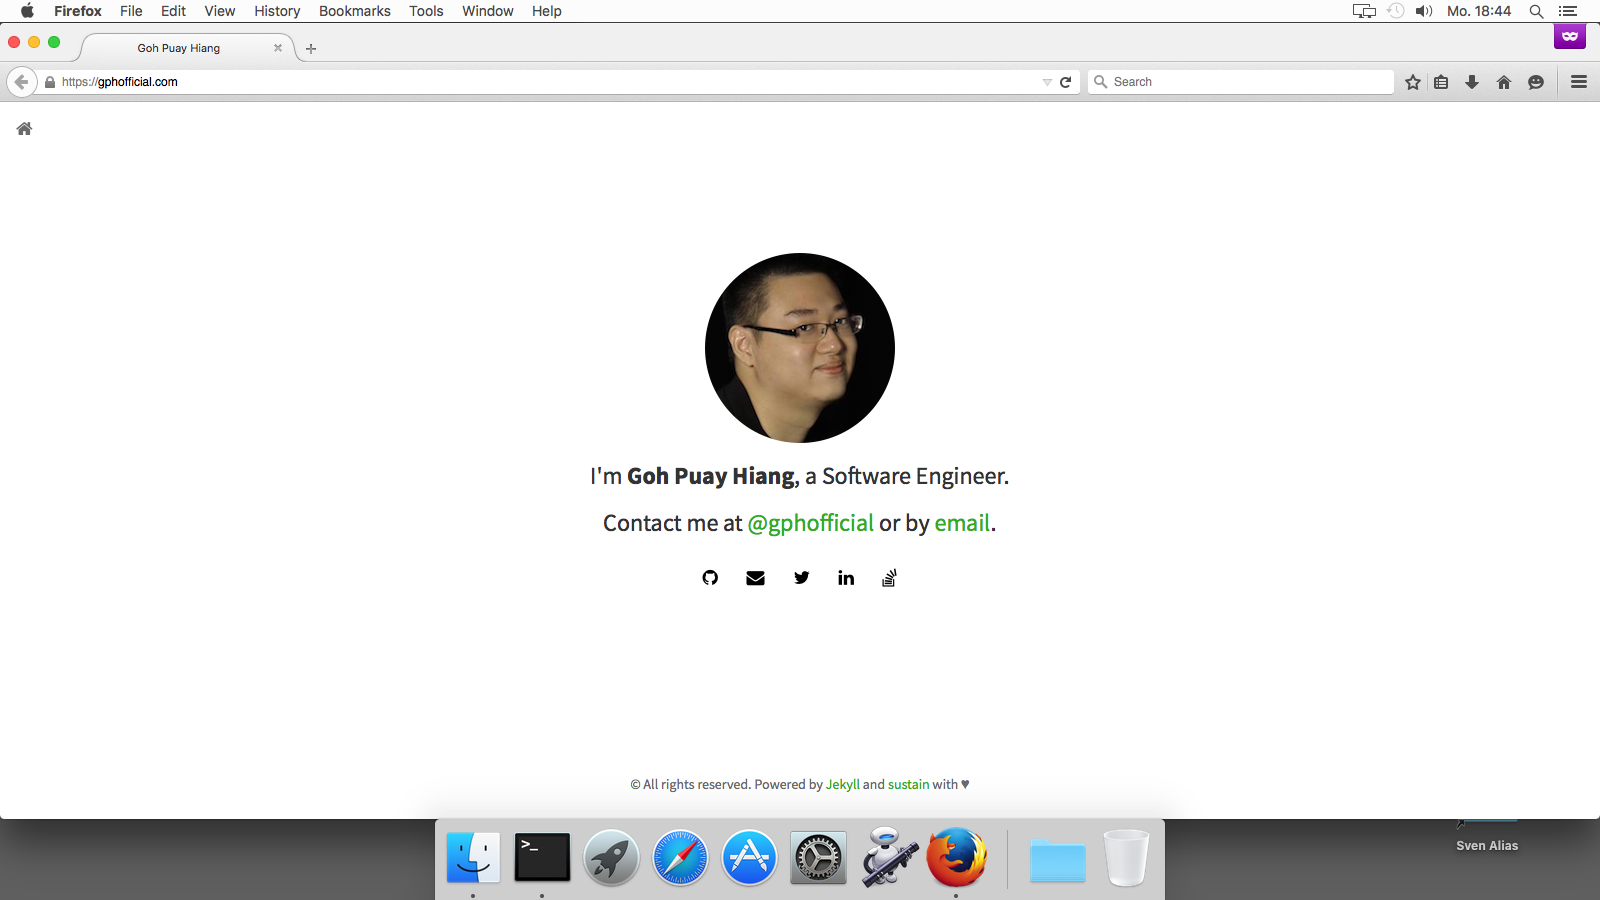 Firefox File Edit View History Bookmarks Tools Window Help Mo. 18:44
Goh Puay Hiang
https://gphofficial.com Search
I'm Goh Puay Hiang, a Software Engineer.
Contact me at @gphofficial or by email.
© All rights reserved. Powered by Jekyll and sustain with ♥
>_
Sven Alias